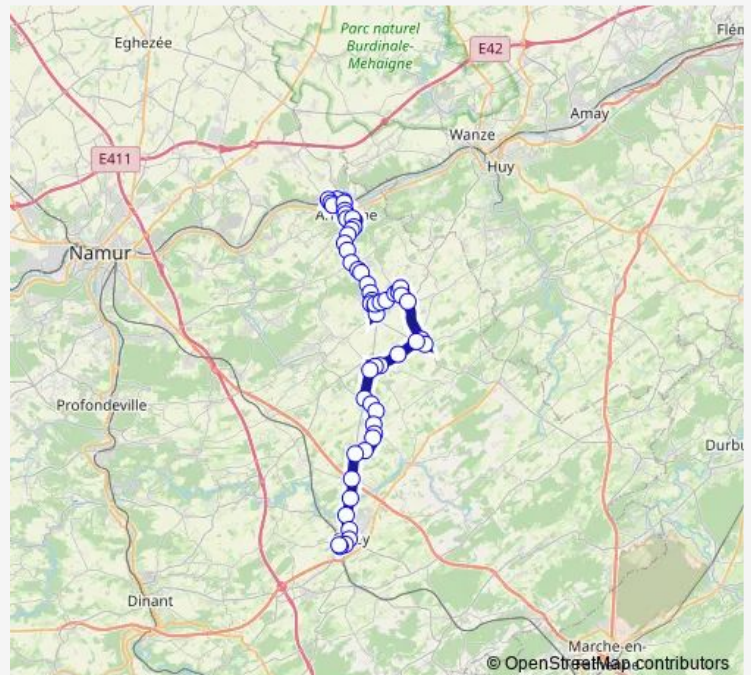 Parc naturel
Burdinale-
Mehaigne
Eghezée
E42
Flém
Amay
Wanze
Huy
E411
Namur
Profondeville
Durbu
Dinant
Marche-en-
© OpenStreetMap contributors